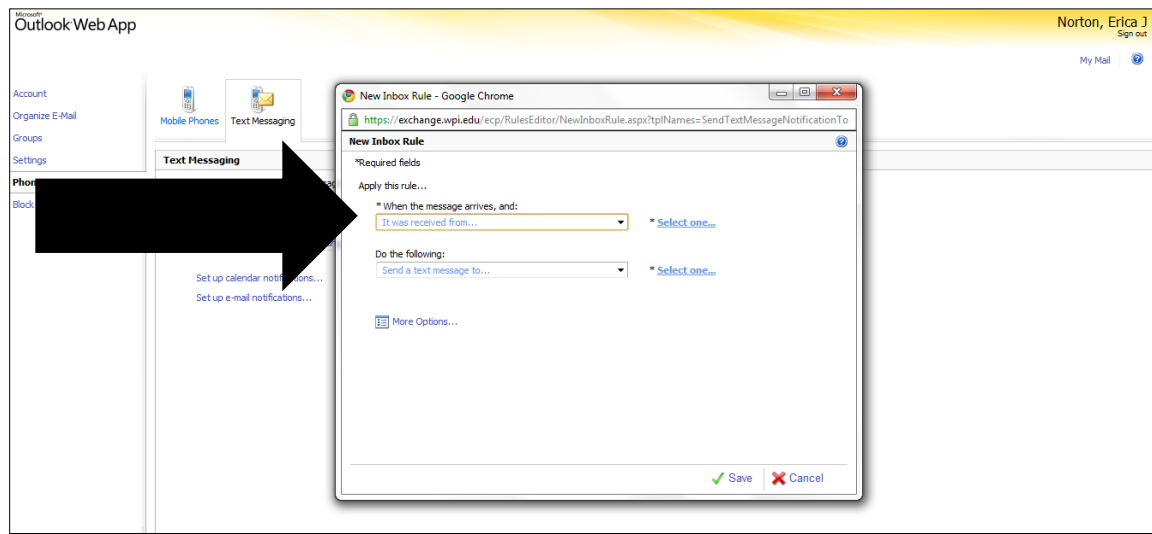 Microsoft
Outlook Web App
Norton, Erica J
Sign out
My Mail
Account
Organize E-Mail
Groups
Settings
Block
Mobile Phones
Text Messaging
Text Messaging
Set up calendar notifications...
Set up e-mail notifications...
New Inbox Rule - Google Chrome
https://exchange.wpi.edu/ecp/RulesEditor/NewInboxRule.aspx?tplNames=SendTextMessageNotificationTo
New Inbox Rule
*Required fields
Apply this rule...
* When the message arrives, and:
It was received from... * Select one...
Do the following:
Send a text message to... * Select one...
More Options...
Save Cancel